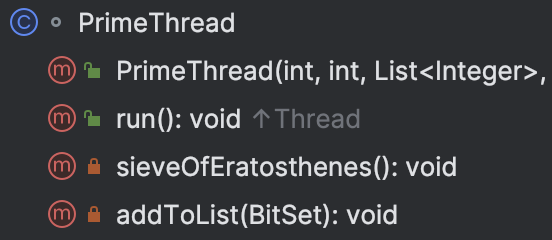 PrimeThread
PrimeThread(int, int, List<Integer>,
run(): void ↑Thread
sieveOfEratosthenes(): void
addToList(BitSet): void